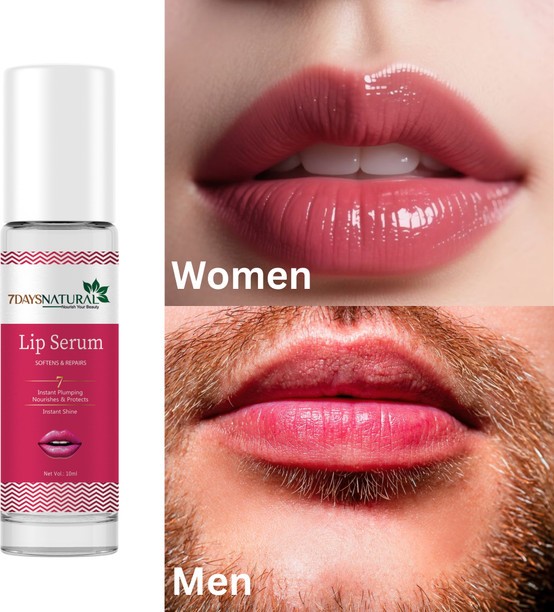 7DAYSNATURAL
Nourish Your Beauty
Lip Serum
SOFTENS & REPAIRS
7
Instant Plumping
Nourishes & Protects
Instant Shine
Net Vol.: 10ml
Women
Men